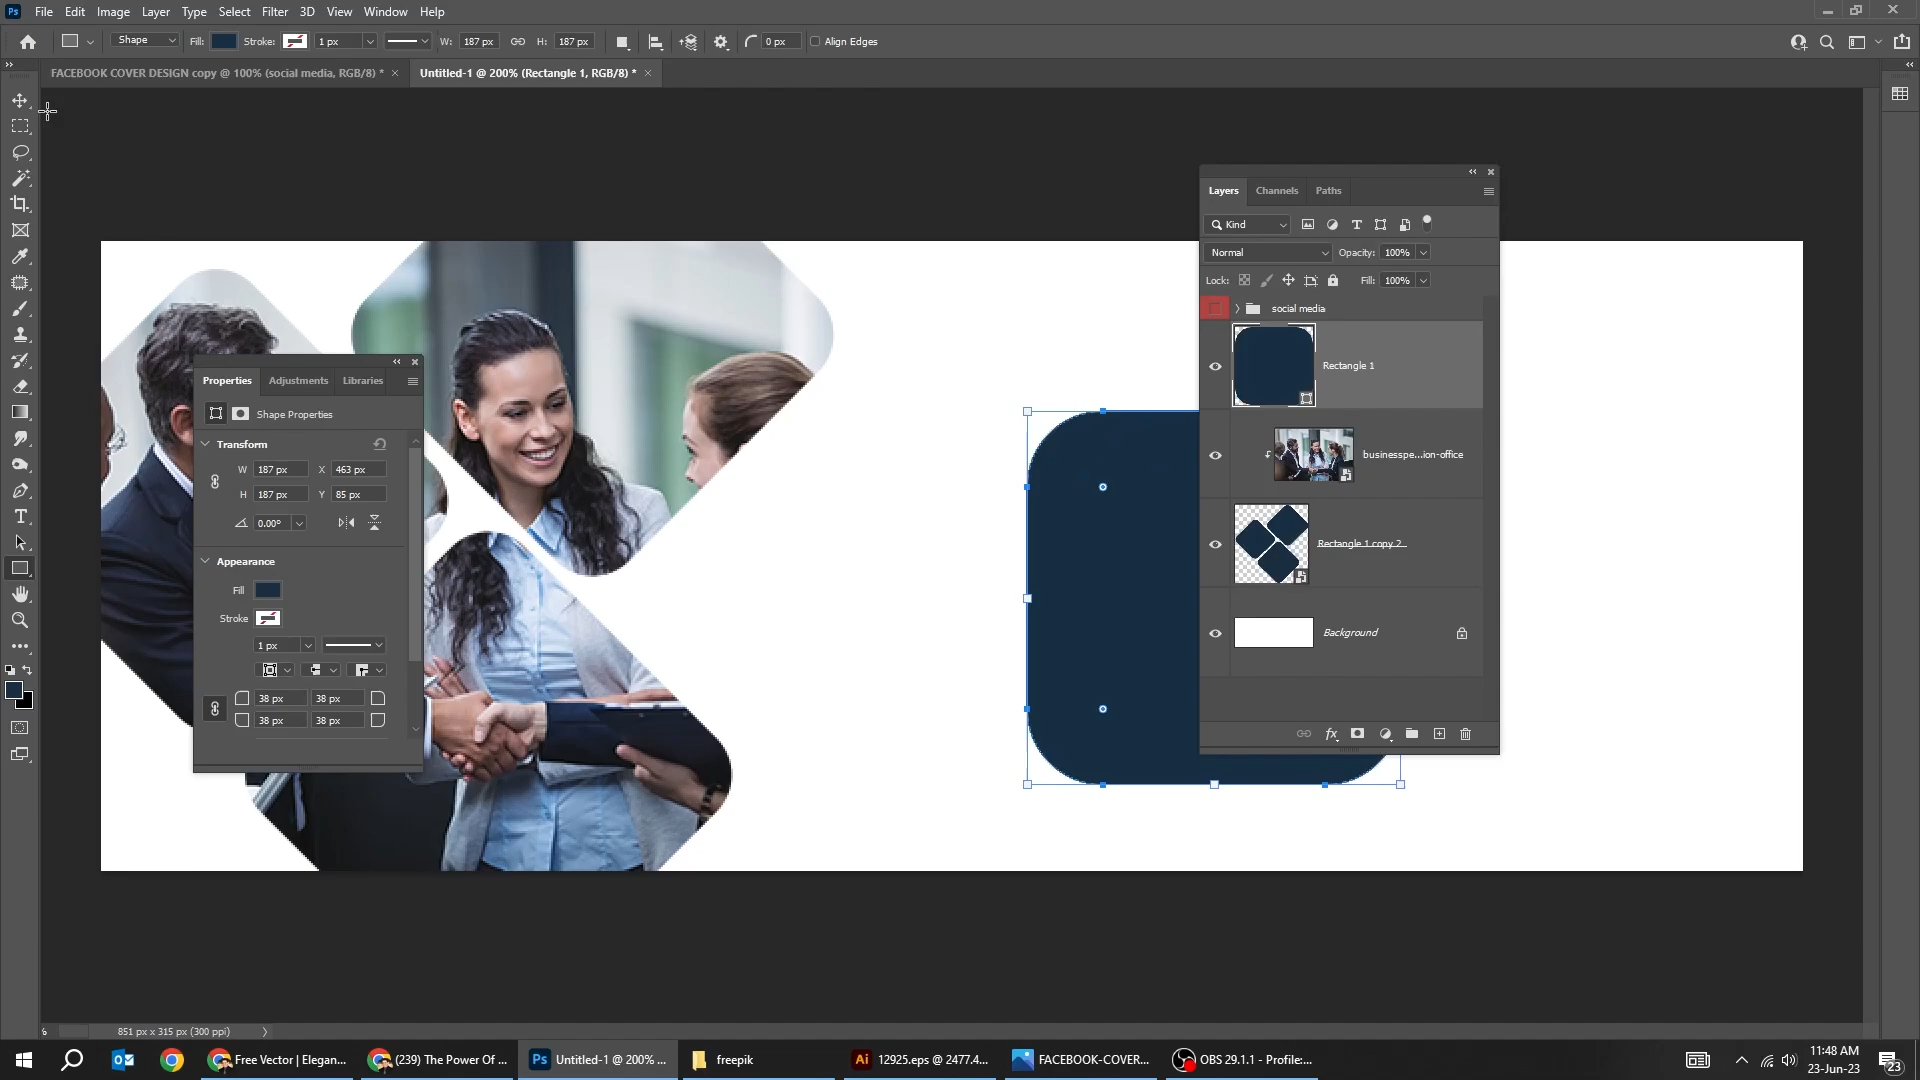 Ps File Edit Image Layer Type Select Filter 3D View Window Help
Shape Fill: Stroke: 1 px W: 187 px H: 187 px 0 px Align Edges
FACEBOOK COVER DESIGN copy @ 100% (social media, RGB/8) * × Untitled-1 @ 200% (Rectangle 1, RGB/8) * ×
Layers Channels Paths
Kind
Normal Opacity: 100%
Lock: Fill: 100%
social media
Rectangle 1
businesspe...ion-office
Rectangle 1 copy 2
Background
fx
Properties Adjustments Libraries
Shape Properties
Transform
W 187 px X 463 px
H 187 px Y 85 px
0.00°
Appearance
Fill
Stroke
1 px
38 px 38 px
38 px 38 px
851 px x 315 px (300 ppi)
Free Vector | Elegan... (239) The Power Of ... Ps Untitled-1 @ 200% ... freepik Ai 12925.eps @ 2477.4... FACEBOOK-COVER... OBS 29.1.1 - Profile:...
11:48 AM
23-Jun-23
23